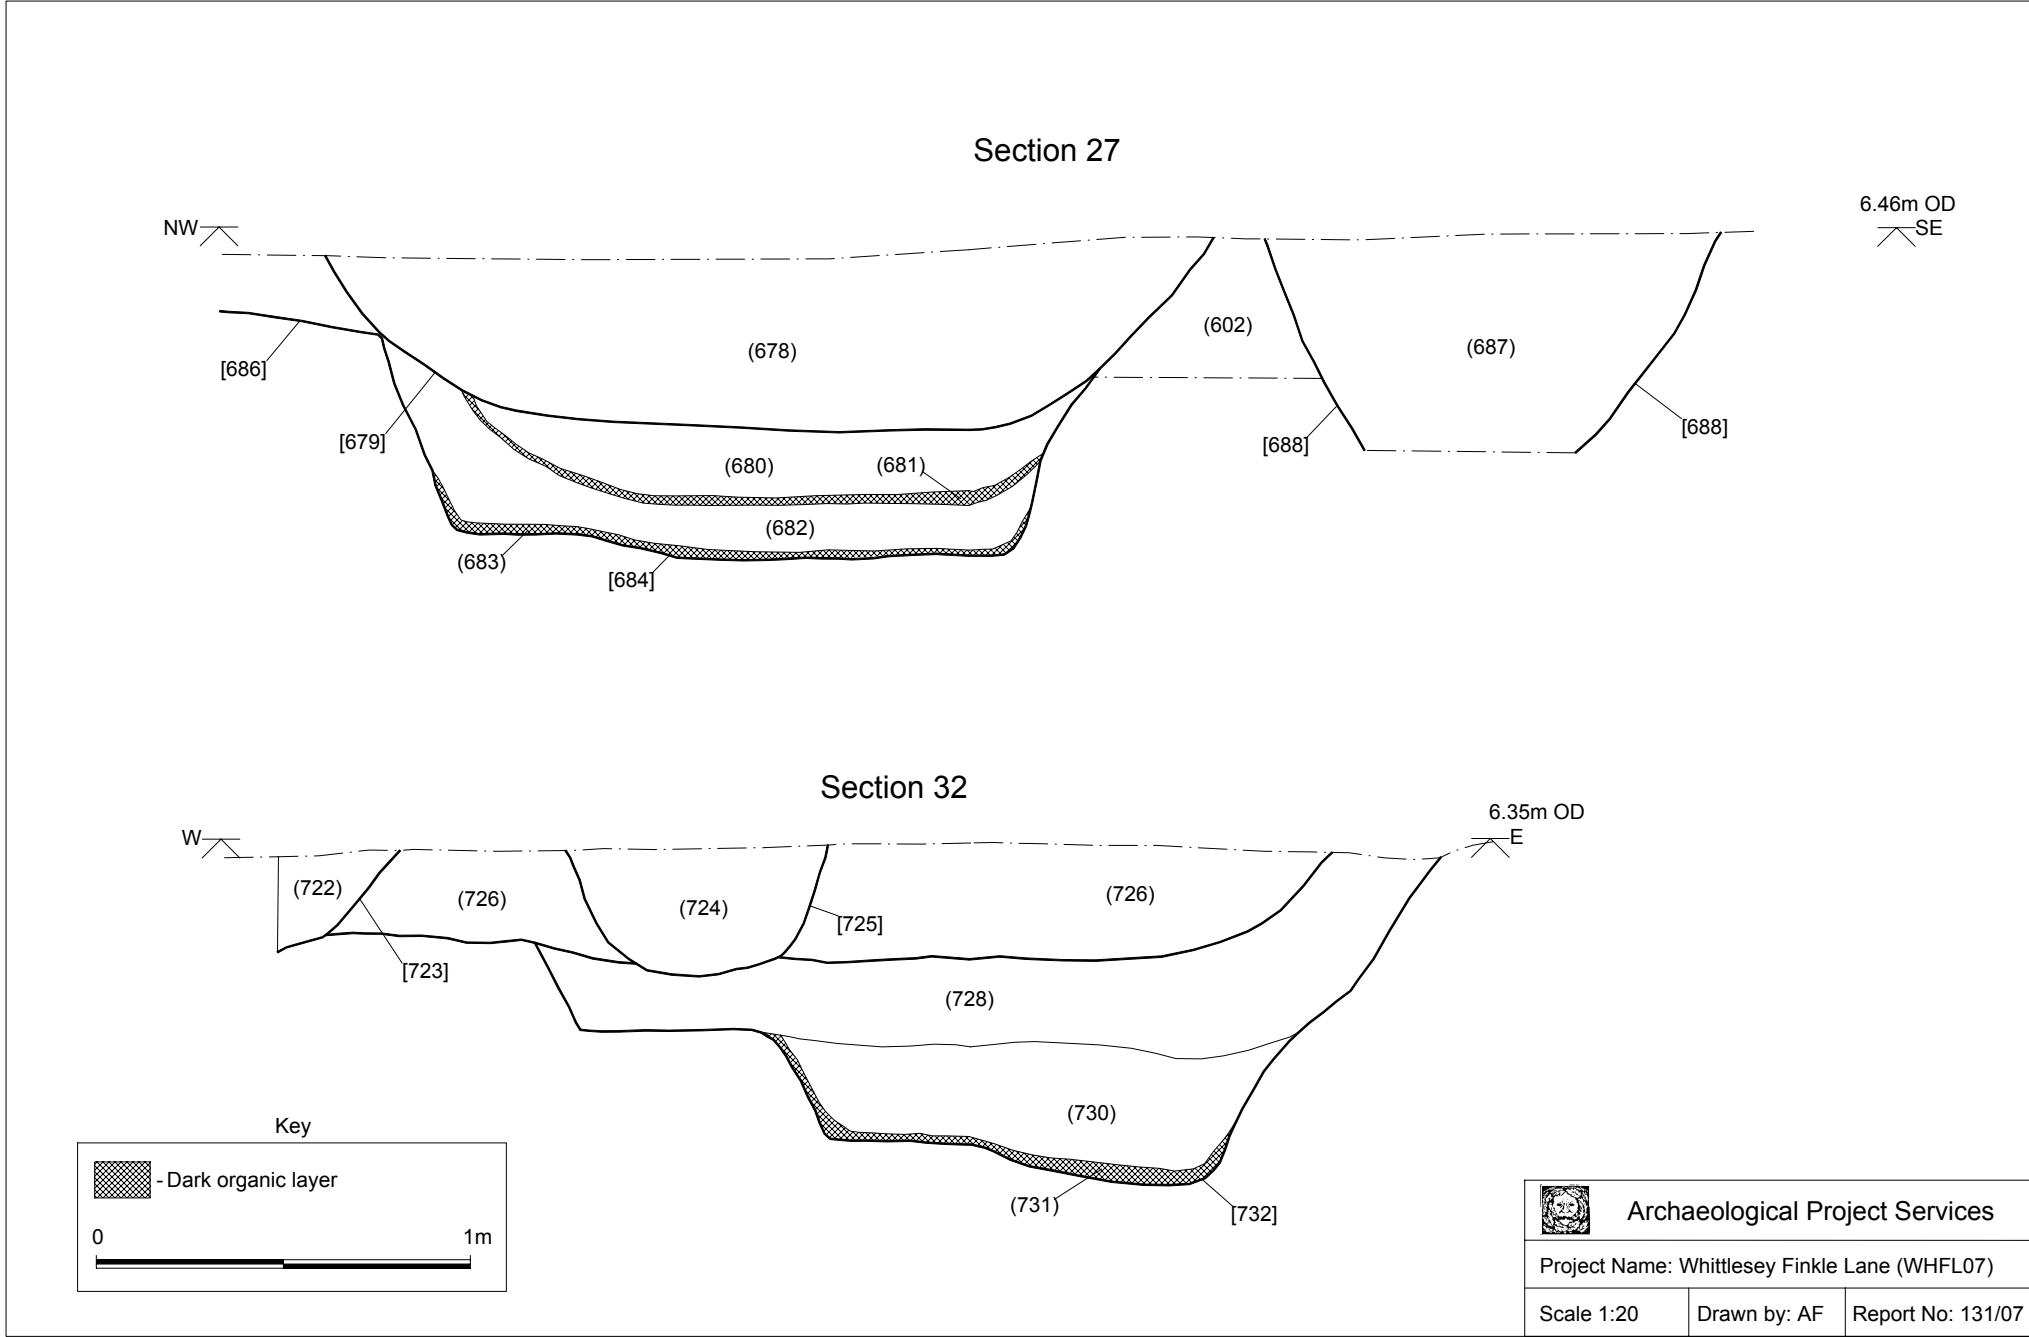 Section 27
6.46m OD
NW
SE
(602)
(678)
(687)
[686]
[679]
[688]
[688]
(680)
(681)
(682)
(683)
[684]
Section 32
6.35m OD
W
E
(722)
(726)
(724)
[725]
(726)
[723]
(728)
(730)
(731)
[732]
Key
- Dark organic layer
0 1m
Archaeological Project Services
Project Name: Whittlesey Finkle Lane (WHFL07)
Scale 1:20 Drawn by: AF Report No: 131/07